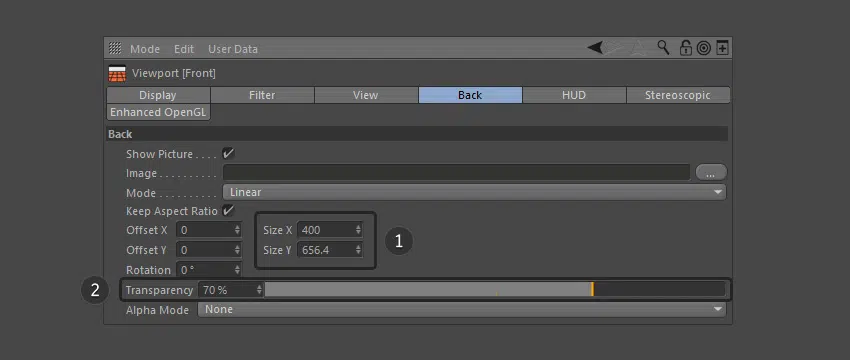 Mode Edit User Data
Viewport [Front]
Display Filter View Back HUD Stereoscopic
Enhanced OpenGL
Back
Show Picture . . . .
Image . . . . . . . . . . ...
Mode . . . . . . . . . . Linear
Keep Aspect Ratio
Offset X 0 Size X 400
1
Offset Y 0 Size Y 656.4
Rotation 0 °
2 Transparency 70 %
Alpha Mode None